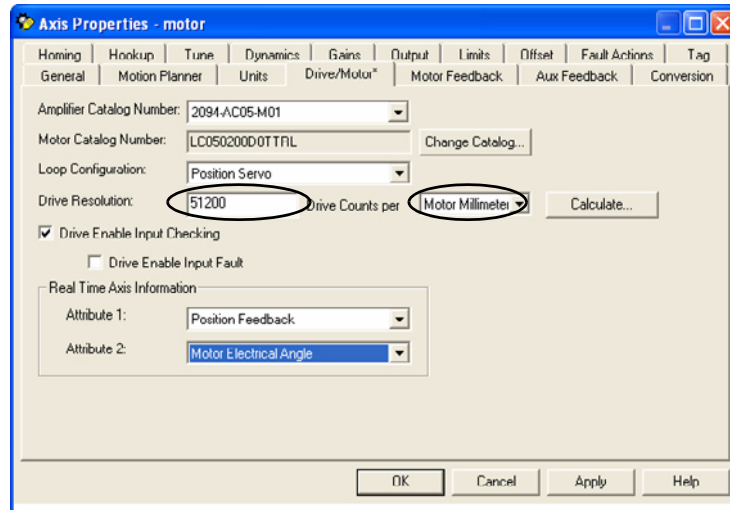 Axis Properties - motor
Homing Hookup Tune Dynamics Gains Output Limits Offset Fault Actions Tag
General Motion Planner Units Drive/Motor* Motor Feedback Aux Feedback Conversion
Amplifier Catalog Number: 2094-AC05-M01
Motor Catalog Number: LC050200D0TTRL Change Catalog...
Loop Configuration: Position Servo
Drive Resolution: 51200 Drive Counts per Motor Millimeter Calculate...
Drive Enable Input Checking
Drive Enable Input Fault
Real Time Axis Information
Attribute 1: Position Feedback
Attribute 2: Motor Electrical Angle
OK Cancel Apply Help